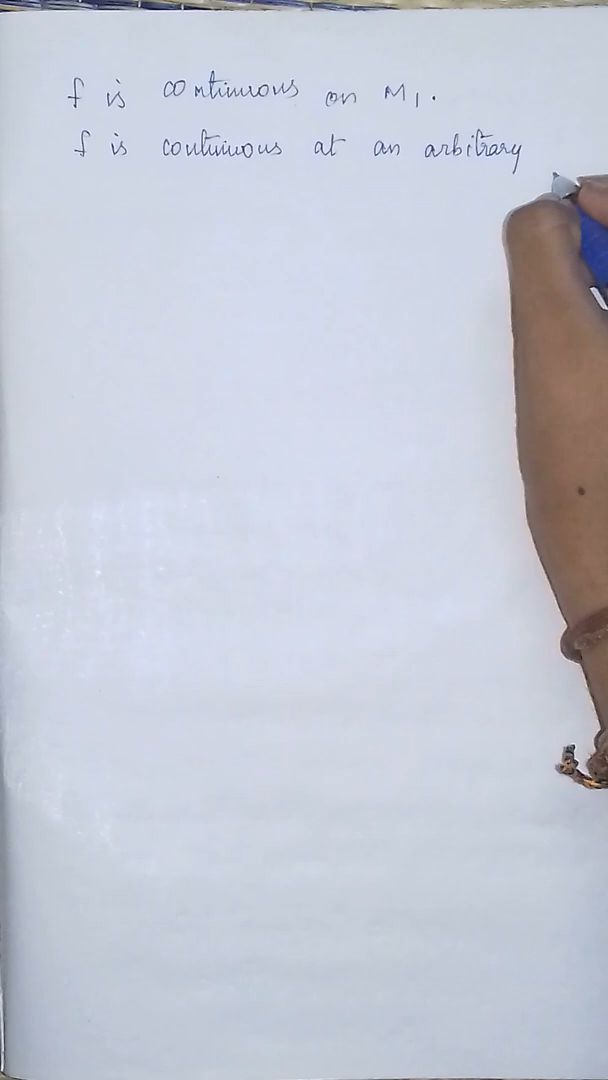 f is continuous on M₁.
f is continuous at an arbitrary